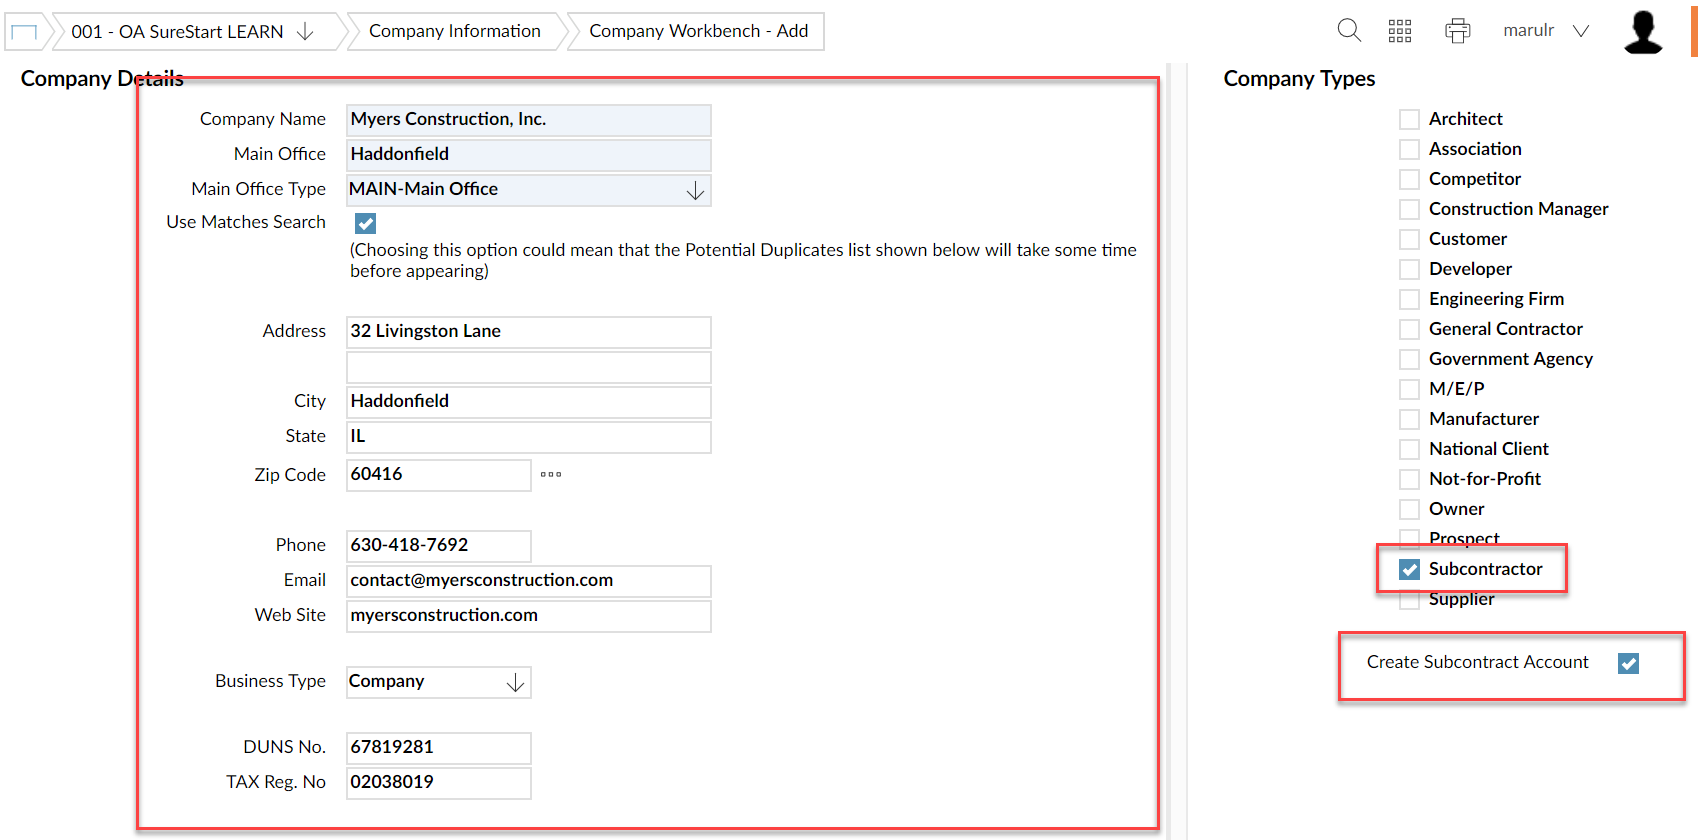 001 - OA SureStart LEARN
Company Information
Company Workbench - Add
marulr
Company Details
Company Name Myers Construction, Inc.
Main Office Haddonfield
Main Office Type MAIN-Main Office
Use Matches Search
(Choosing this option could mean that the Potential Duplicates list shown below will take some time
before appearing)
Address 32 Livingston Lane
City Haddonfield
State IL
Zip Code 60416
Phone 630-418-7692
Email contact@myersconstruction.com
Web Site myersconstruction.com
Business Type Company
DUNS No. 67819281
TAX Reg. No 02038019
Company Types
Architect
Association
Competitor
Construction Manager
Customer
Developer
Engineering Firm
General Contractor
Government Agency
M/E/P
Manufacturer
National Client
Not-for-Profit
Owner
Prospect
Subcontractor
Supplier
Create Subcontract Account